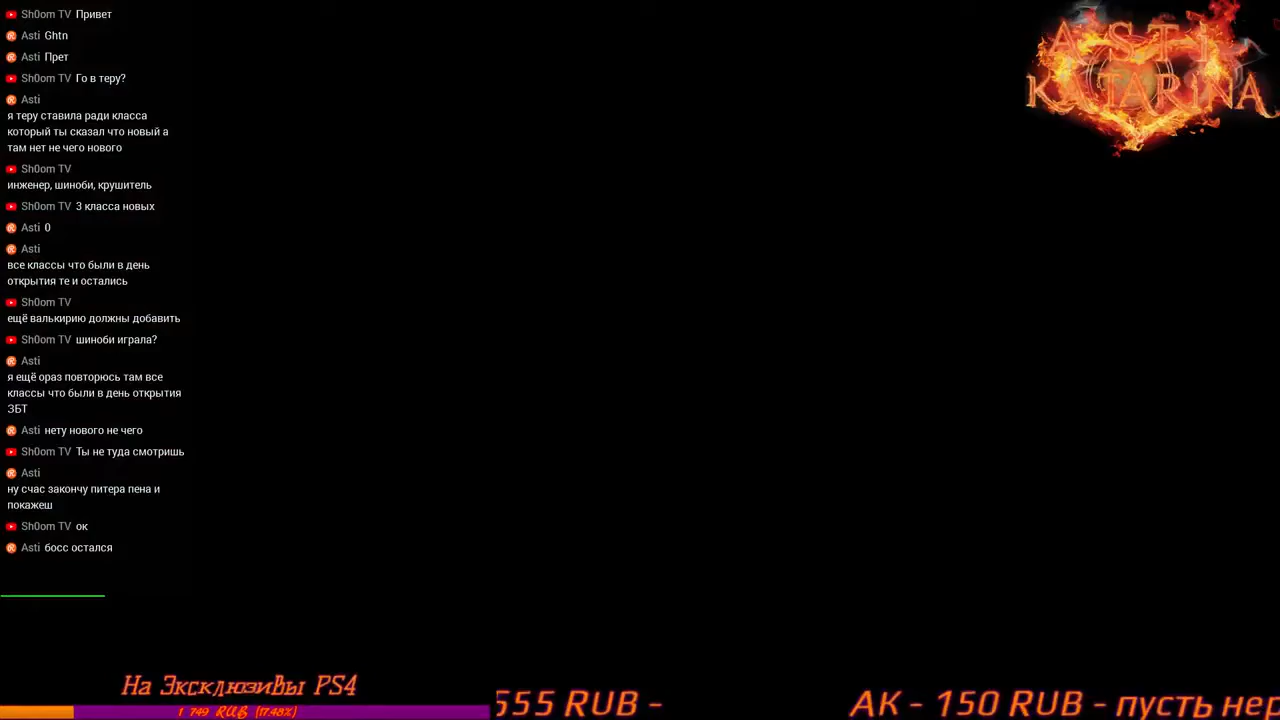 Sh0om TV Привет
Asti Ghtn
Asti Прет
Sh0om TV Го в теру?
Asti
я теру ставила ради класса
который ты сказал что новый а
там нет не чего нового
Sh0om TV
инженер, шиноби, крушитель
Sh0om TV 3 класса новых
Asti 0
Asti
все классы что были в день
открытия те и остались
Sh0om TV
ещё валькирию должны добавить
Sh0om TV шиноби играла?
Asti
я ещё ораз повторюсь там все
классы что были в день открытия
ЗБТ
Asti нету нового не чего
Sh0om TV Ты не туда смотришь
Asti
ну счас закончу питера пена и
покажеш
Sh0om TV ок
Asti босс остался
ASTi
KATARiNA
На Эксклюзивы PS4
1 749 RUB (17.48%)
555 RUB -
АК - 150 RUB - пусть нер